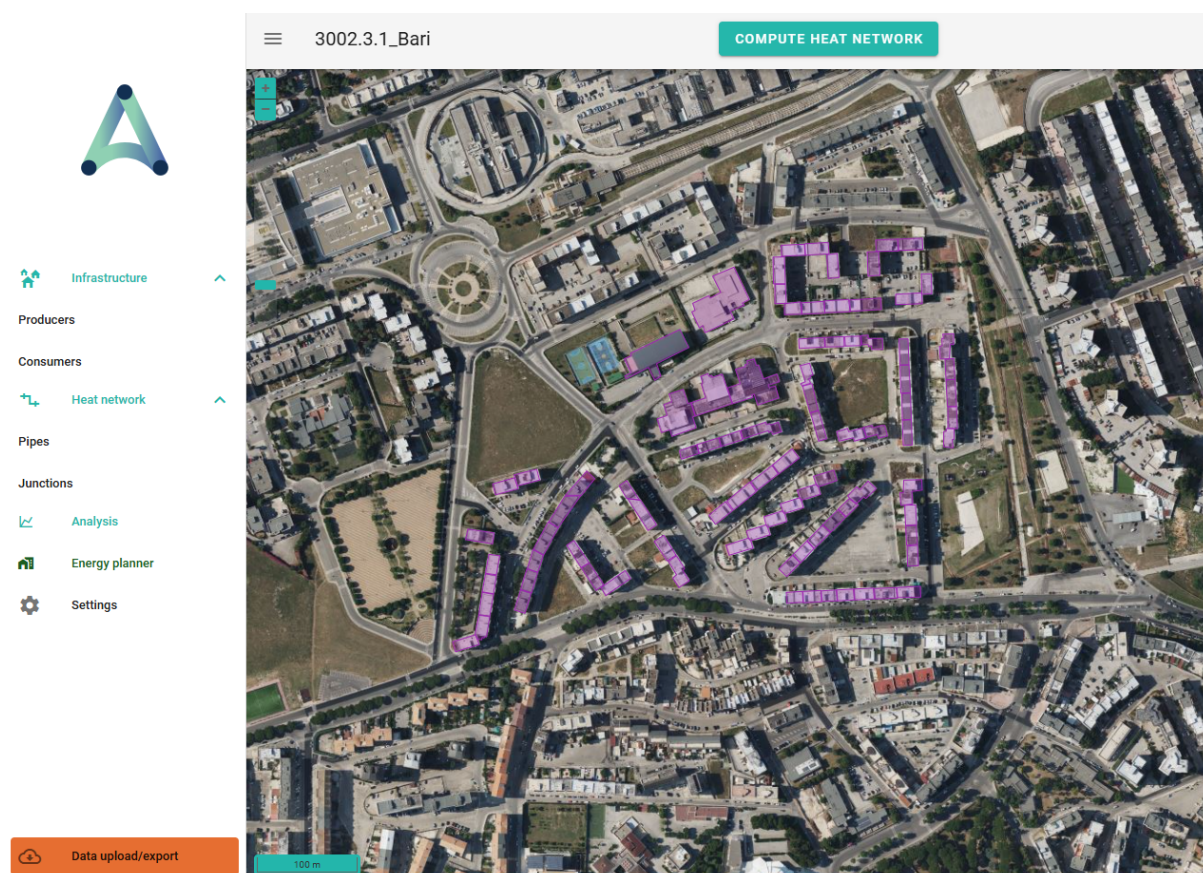 3002.3.1_Bari
COMPUTE HEAT NETWORK
+
−
Infrastructure
Producers
Consumers
Heat network
Pipes
Junctions
Analysis
Energy planner
Settings
Data upload/export
100 m